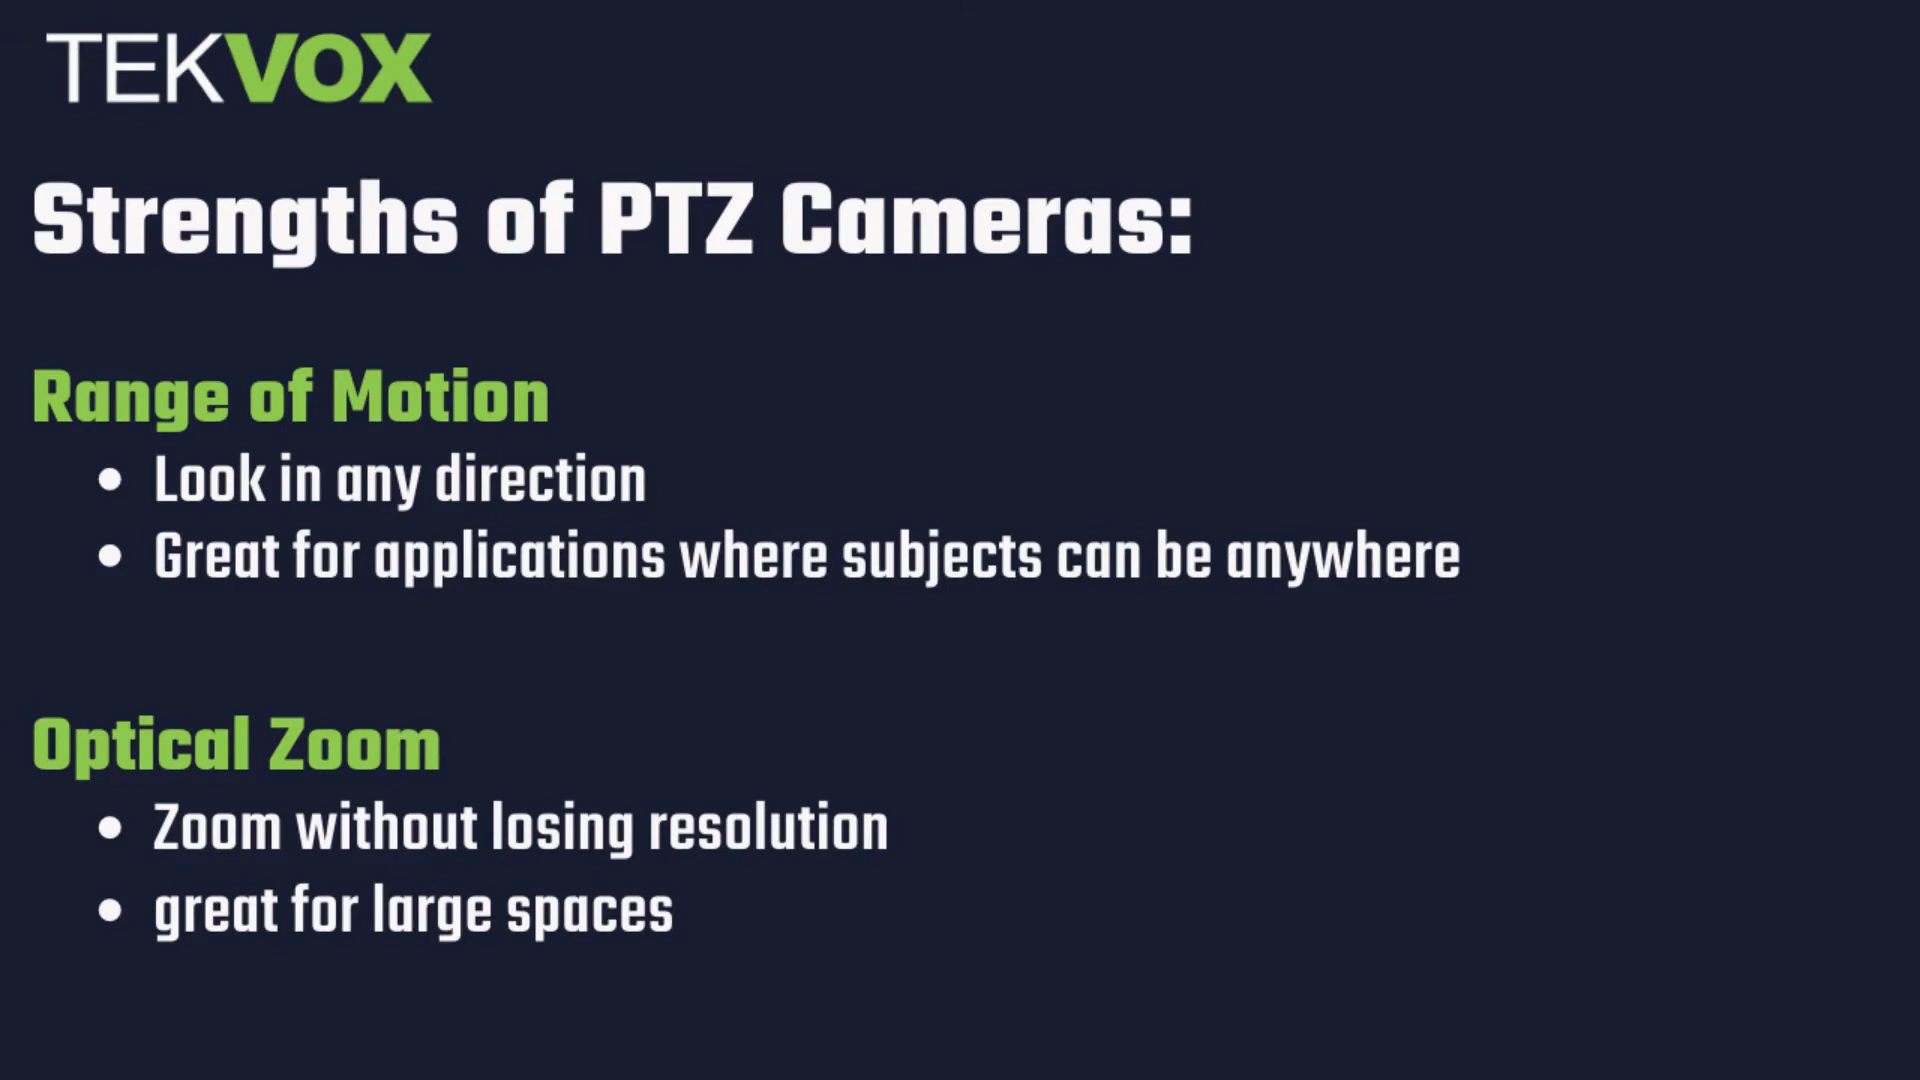 TEKVOX
Strengths of PTZ Cameras:
Range of Motion
• Look in any direction
• Great for applications where subjects can be anywhere
Optical Zoom
• Zoom without losing resolution
• great for large spaces